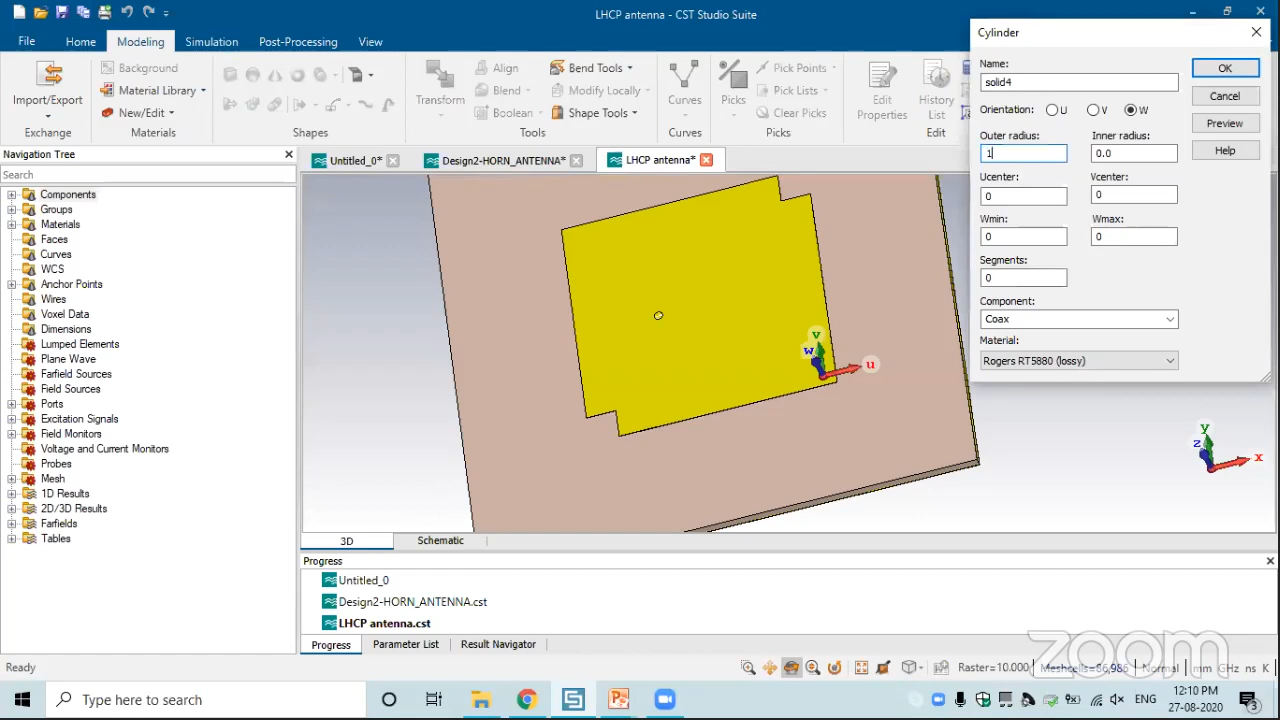 LHCP antenna - CST Studio Suite
File
Home
Modeling
Simulation
Post-Processing
View
Import/Export
Exchange
Background
Material Library
New/Edit
Materials
Shapes
Transform
Align
Blend
Boolean
Bend Tools
Modify Locally
Shape Tools
Tools
Curves
Curves
Picks
Pick Points
Pick Lists
Clear Picks
Picks
Edit Properties
History List
Edit
Cylinder
Name:
solid4
OK
Cancel
Preview
Help
Orientation: U V W
Outer radius: Inner radius:
1 0.0
Ucenter: Vcenter:
0 0
Wmin: Wmax:
0 0
Segments:
0
Component:
Coax
Material:
Rogers RT5880 (lossy)
Navigation Tree
Search
Components
Groups
Materials
Faces
Curves
WCS
Anchor Points
Wires
Voxel Data
Dimensions
Lumped Elements
Plane Wave
Farfield Sources
Field Sources
Ports
Excitation Signals
Field Monitors
Voltage and Current Monitors
Probes
Mesh
1D Results
2D/3D Results
Farfields
Tables
Untitled_0*
Design2-HORN_ANTENNA*
LHCP antenna*
v
w
u
y
z
x
3D
Schematic
Progress
Untitled_0
Design2-HORN_ANTENNA.cst
LHCP antenna.cst
Progress
Parameter List
Result Navigator
zoom
Ready
Raster=10.000 Meshcells=86,986 Normal mm GHz ns K
Type here to search
ENG
12:10 PM
27-08-2020
3